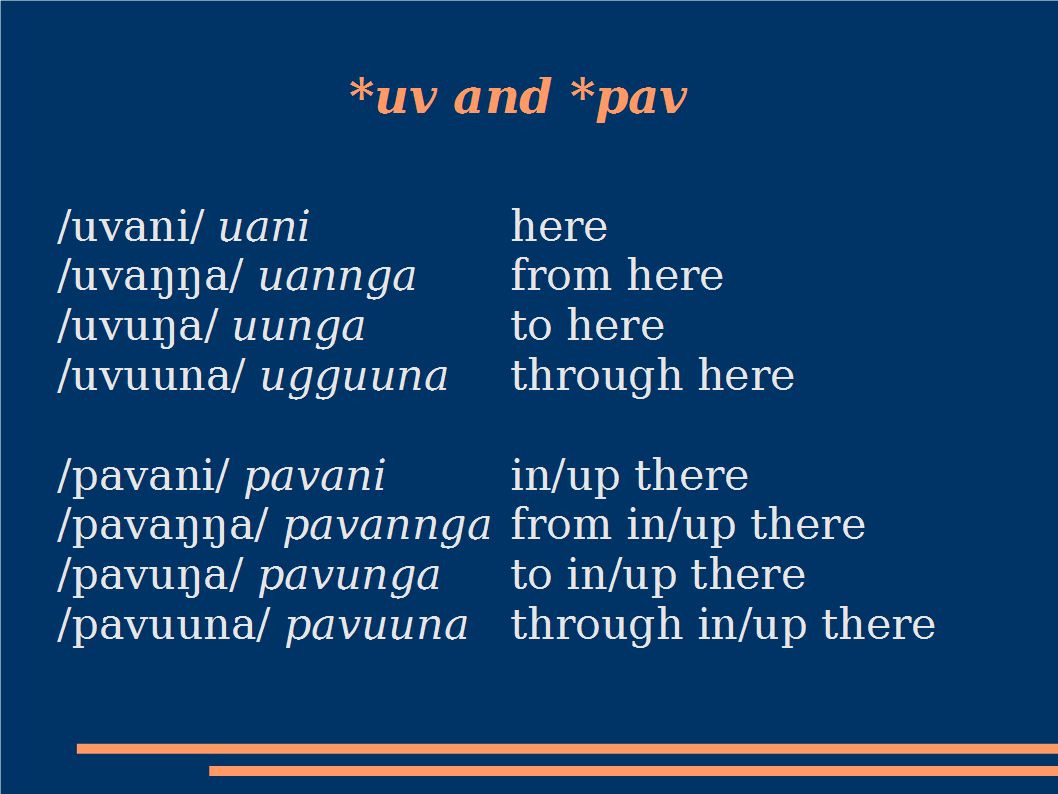 *uv and *pav
/uvani/ uani here
/uvaŋŋa/ uannga from here
/uvuŋa/ uunga to here
/uvuuna/ ugguuna through here
/pavani/ pavani in/up there
/pavaŋŋa/ pavannga from in/up there
/pavuŋa/ pavunga to in/up there
/pavuuna/ pavuuna through in/up there